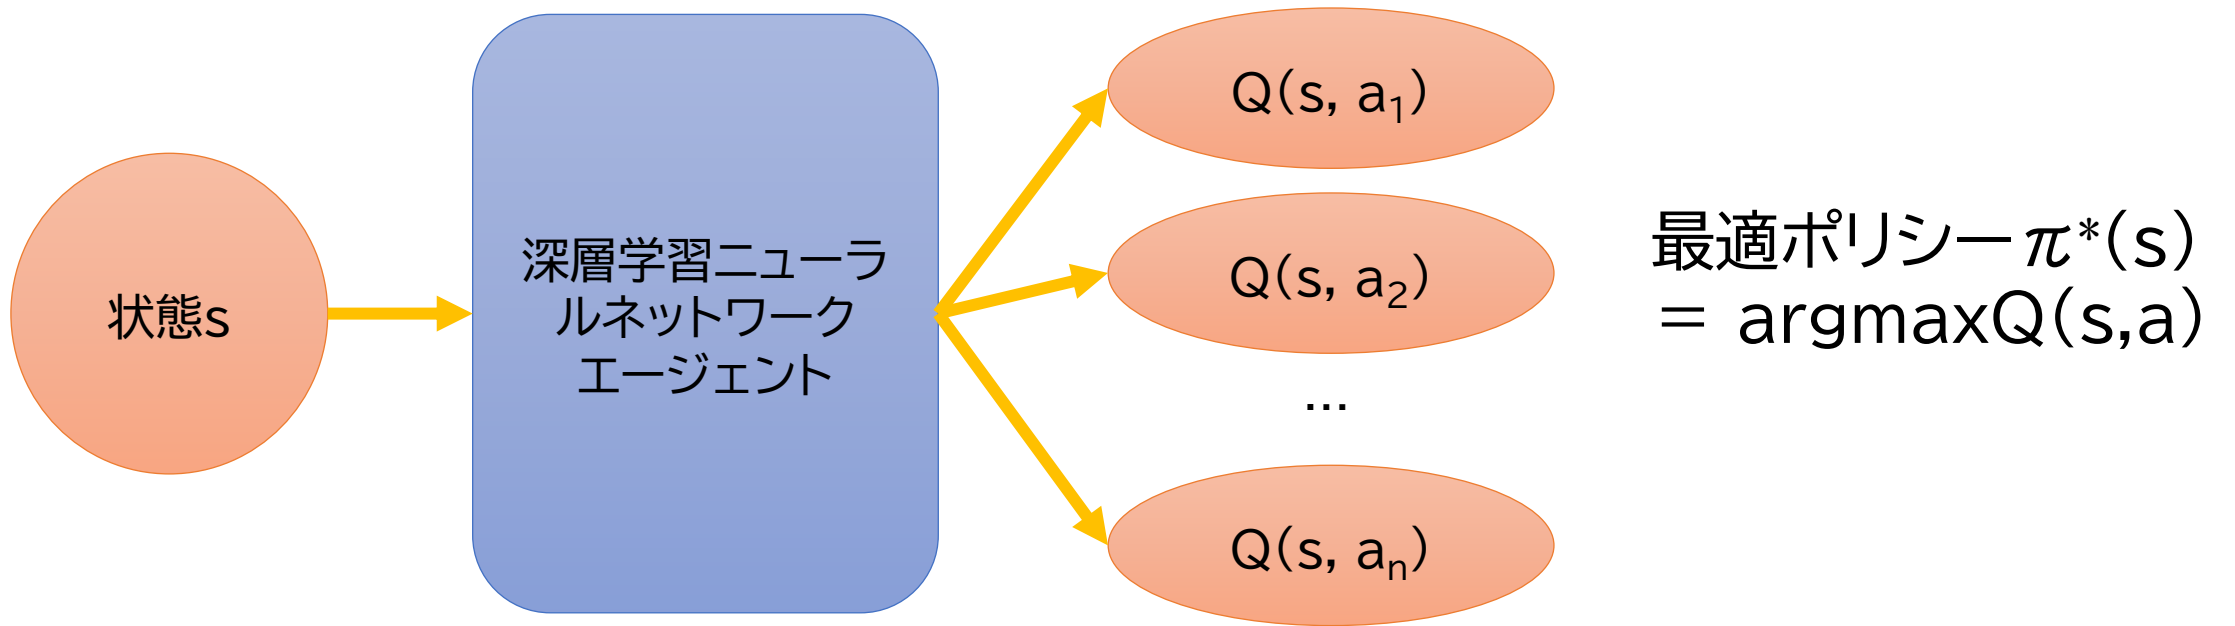 状態s
深層学習ニューラ
ルネットワーク
エージェント
Q(s, a₁)
Q(s, a₂)
…
Q(s, aₙ)
最適ポリシーπ*(s)
= argmaxQ(s,a)